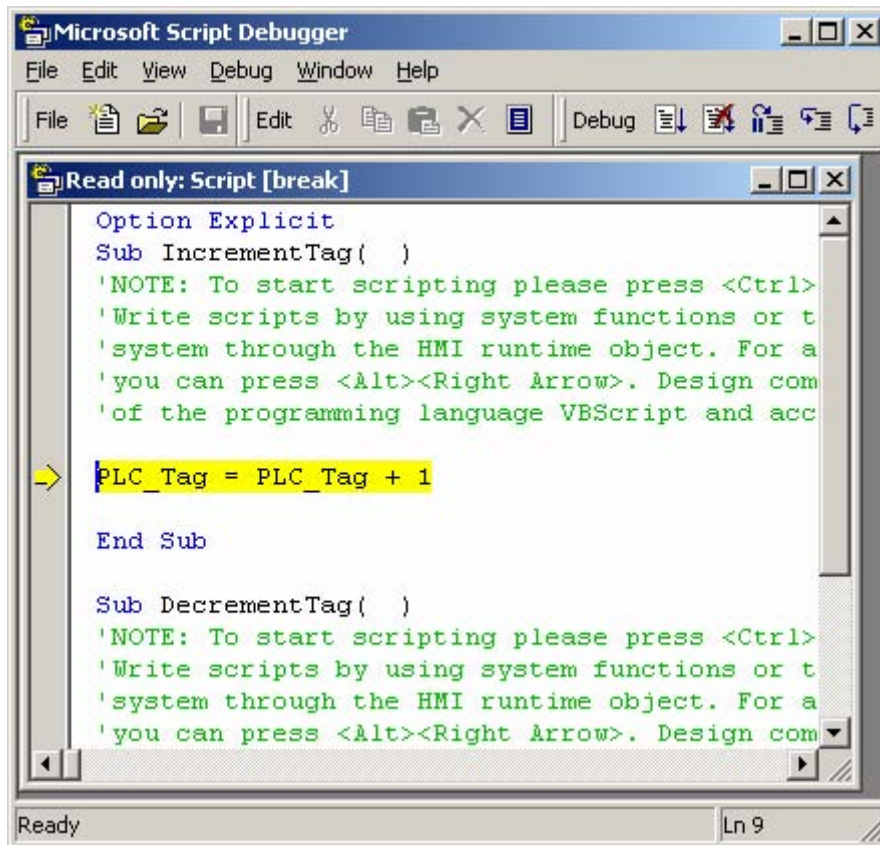 Microsoft Script Debugger
File Edit View Debug Window Help
File Edit Debug
Read only: Script [break]
Option Explicit
Sub IncrementTag( )
'NOTE: To start scripting please press <Ctrl>
'Write scripts by using system functions or t
'system through the HMI runtime object. For a
'you can press <Alt><Right Arrow>. Design com
'of the programming language VBScript and acc
PLC_Tag = PLC_Tag + 1
End Sub
Sub DecrementTag( )
'NOTE: To start scripting please press <Ctrl>
'Write scripts by using system functions or t
'system through the HMI runtime object. For a
'you can press <Alt><Right Arrow>. Design com
Ready Ln 9